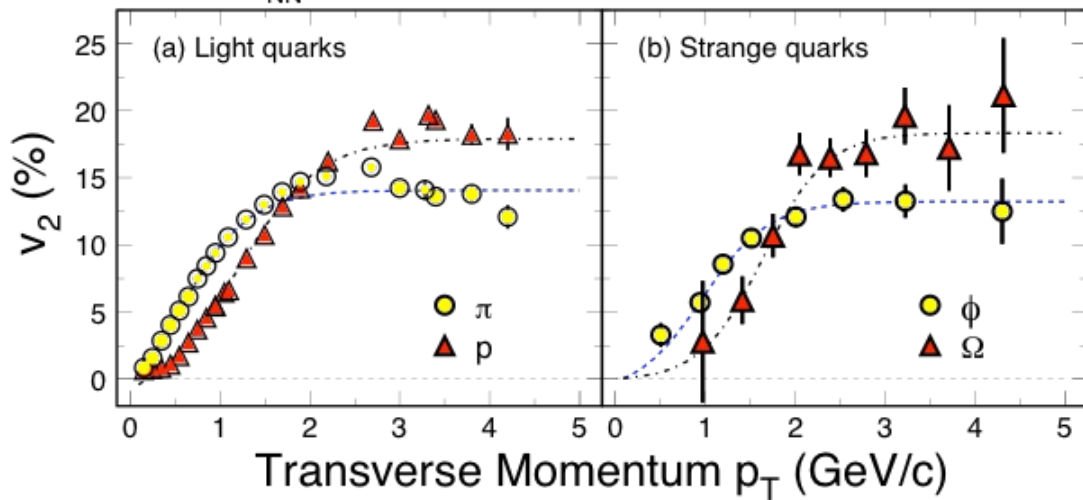 NN
(a) Light quarks
(b) Strange quarks
25
20
15
10
5
0
v2 (%)
π
p
ϕ
Ω
0 1 2 3 4 5
0 1 2 3 4 5
Transverse Momentum pT (GeV/c)